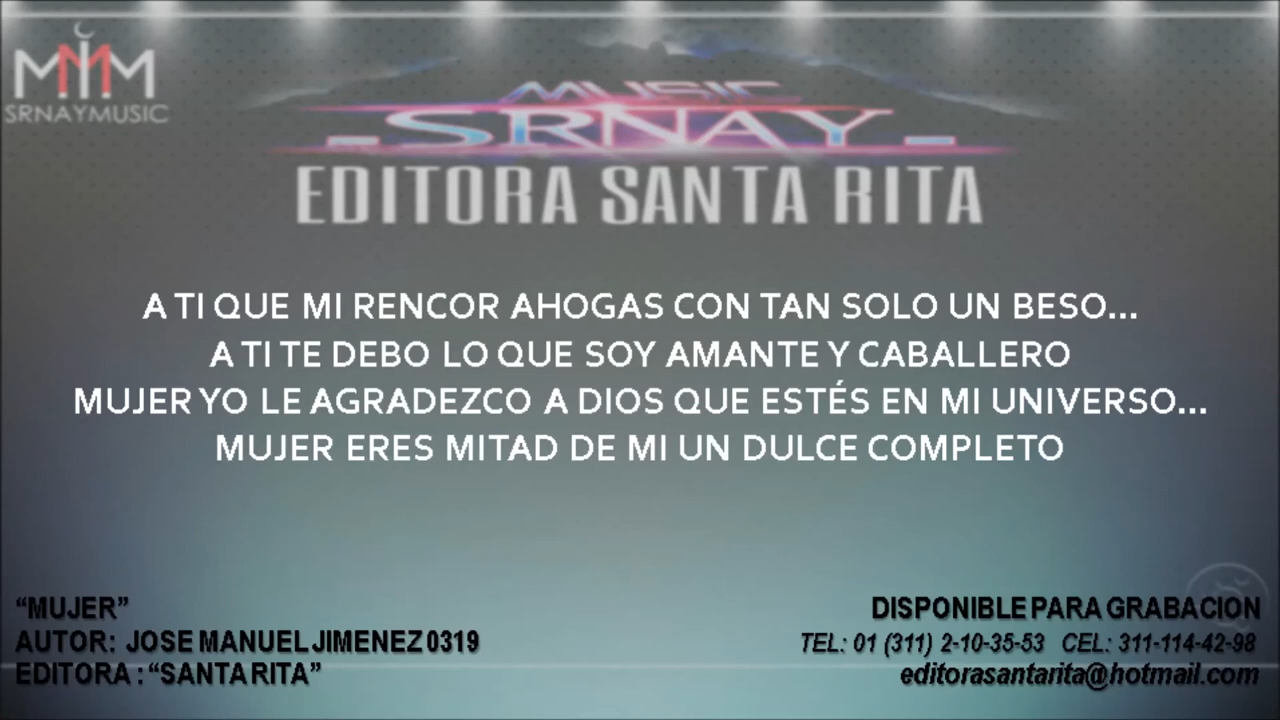 SRNAYMUSIC
MUSIC
SRNAY
EDITORA SANTA RITA
A TI QUE MI RENCOR AHOGAS CON TAN SOLO UN BESO...
A TI TE DEBO LO QUE SOY AMANTE Y CABALLERO
MUJER YO LE AGRADEZCO A DIOS QUE ESTÉS EN MI UNIVERSO...
MUJER ERES MITAD DE MI UN DULCE COMPLETO
“MUJER”
AUTOR: JOSE MANUEL JIMENEZ 0319
EDITORA : “SANTA RITA”
DISPONIBLE PARA GRABACION
TEL: 01 (311) 2-10-35-53 CEL: 311-114-42-98
editorasantarita@hotmail.com